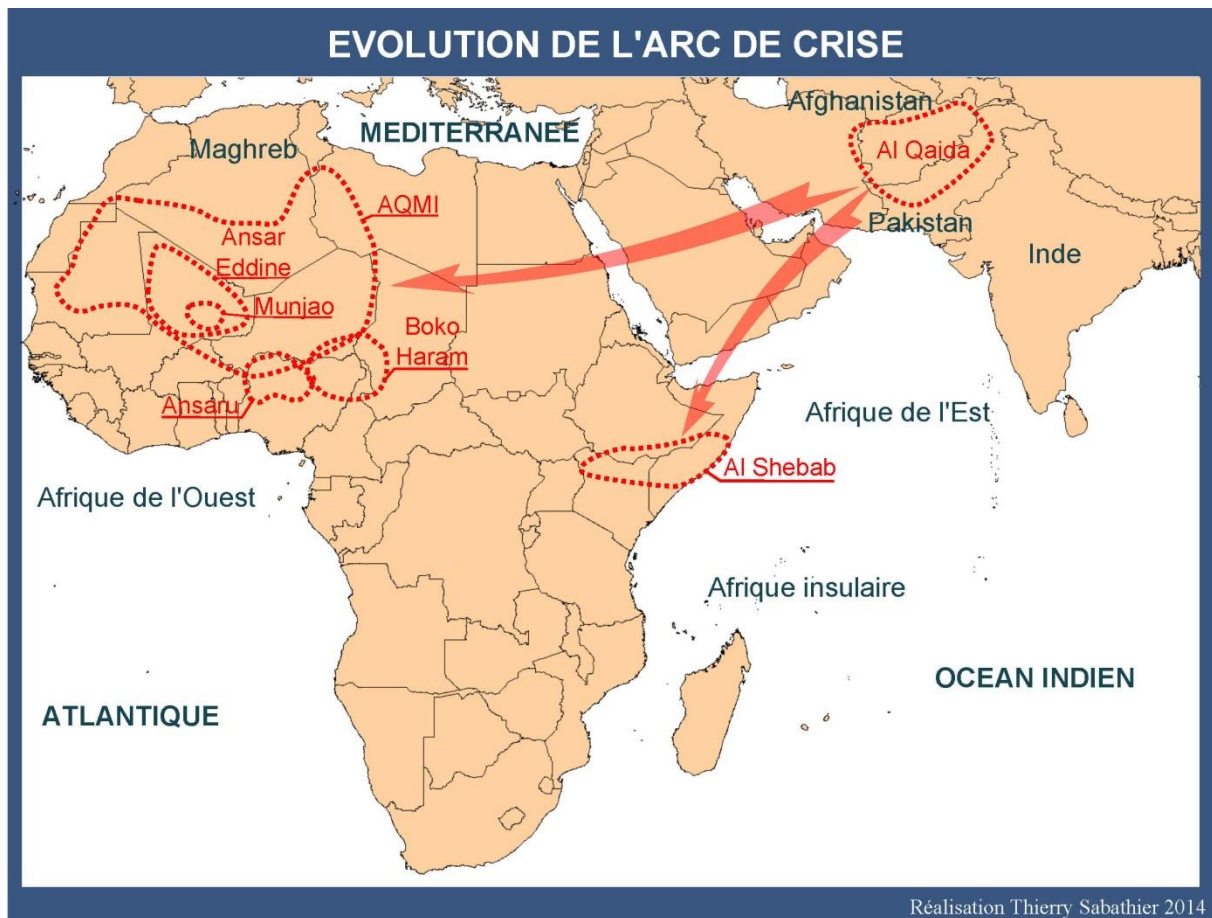 EVOLUTION DE L'ARC DE CRISE
Afghanistan
MEDITERRANEE
Maghreb
Al Qaida
AQMI
Pakistan
Ansar
Eddine
Inde
Munjao
Boko
Haram
Ansaru
Afrique de l'Est
Al Shebab
Afrique de l'Ouest
Afrique insulaire
OCEAN INDIEN
ATLANTIQUE
Réalisation Thierry Sabathier 2014